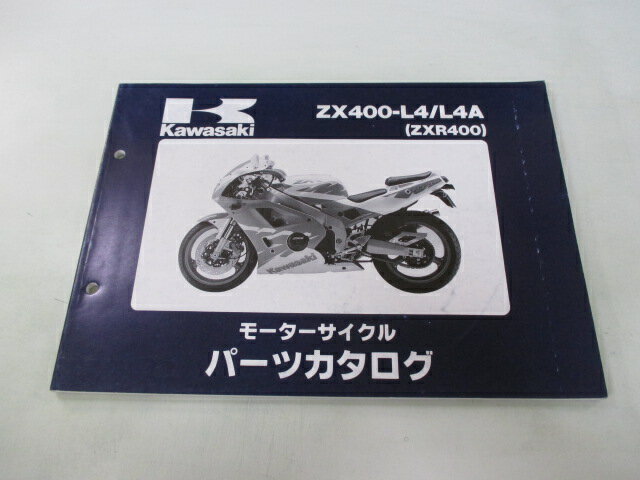 Kawasaki
ZX400-L4/L4A
(ZXR400)
Kawasaki
モーターサイクル
パーツカタログ